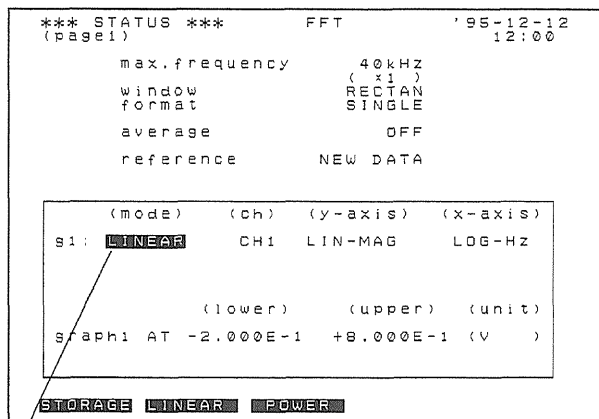 *** STATUS *** FFT '95-12-12
(page1) 12:00
max.frequency 40kHz
( x1 )
window RECTAN
format SINGLE
average OFF
reference NEW DATA
(mode) (ch) (y-axis) (x-axis)
g1: LINEAR CH1 LIN-MAG LOG-Hz
(lower) (upper) (unit)
graph1 AT -2.000E-1 +8.000E-1 (V )
STORAGE LINEAR POWER